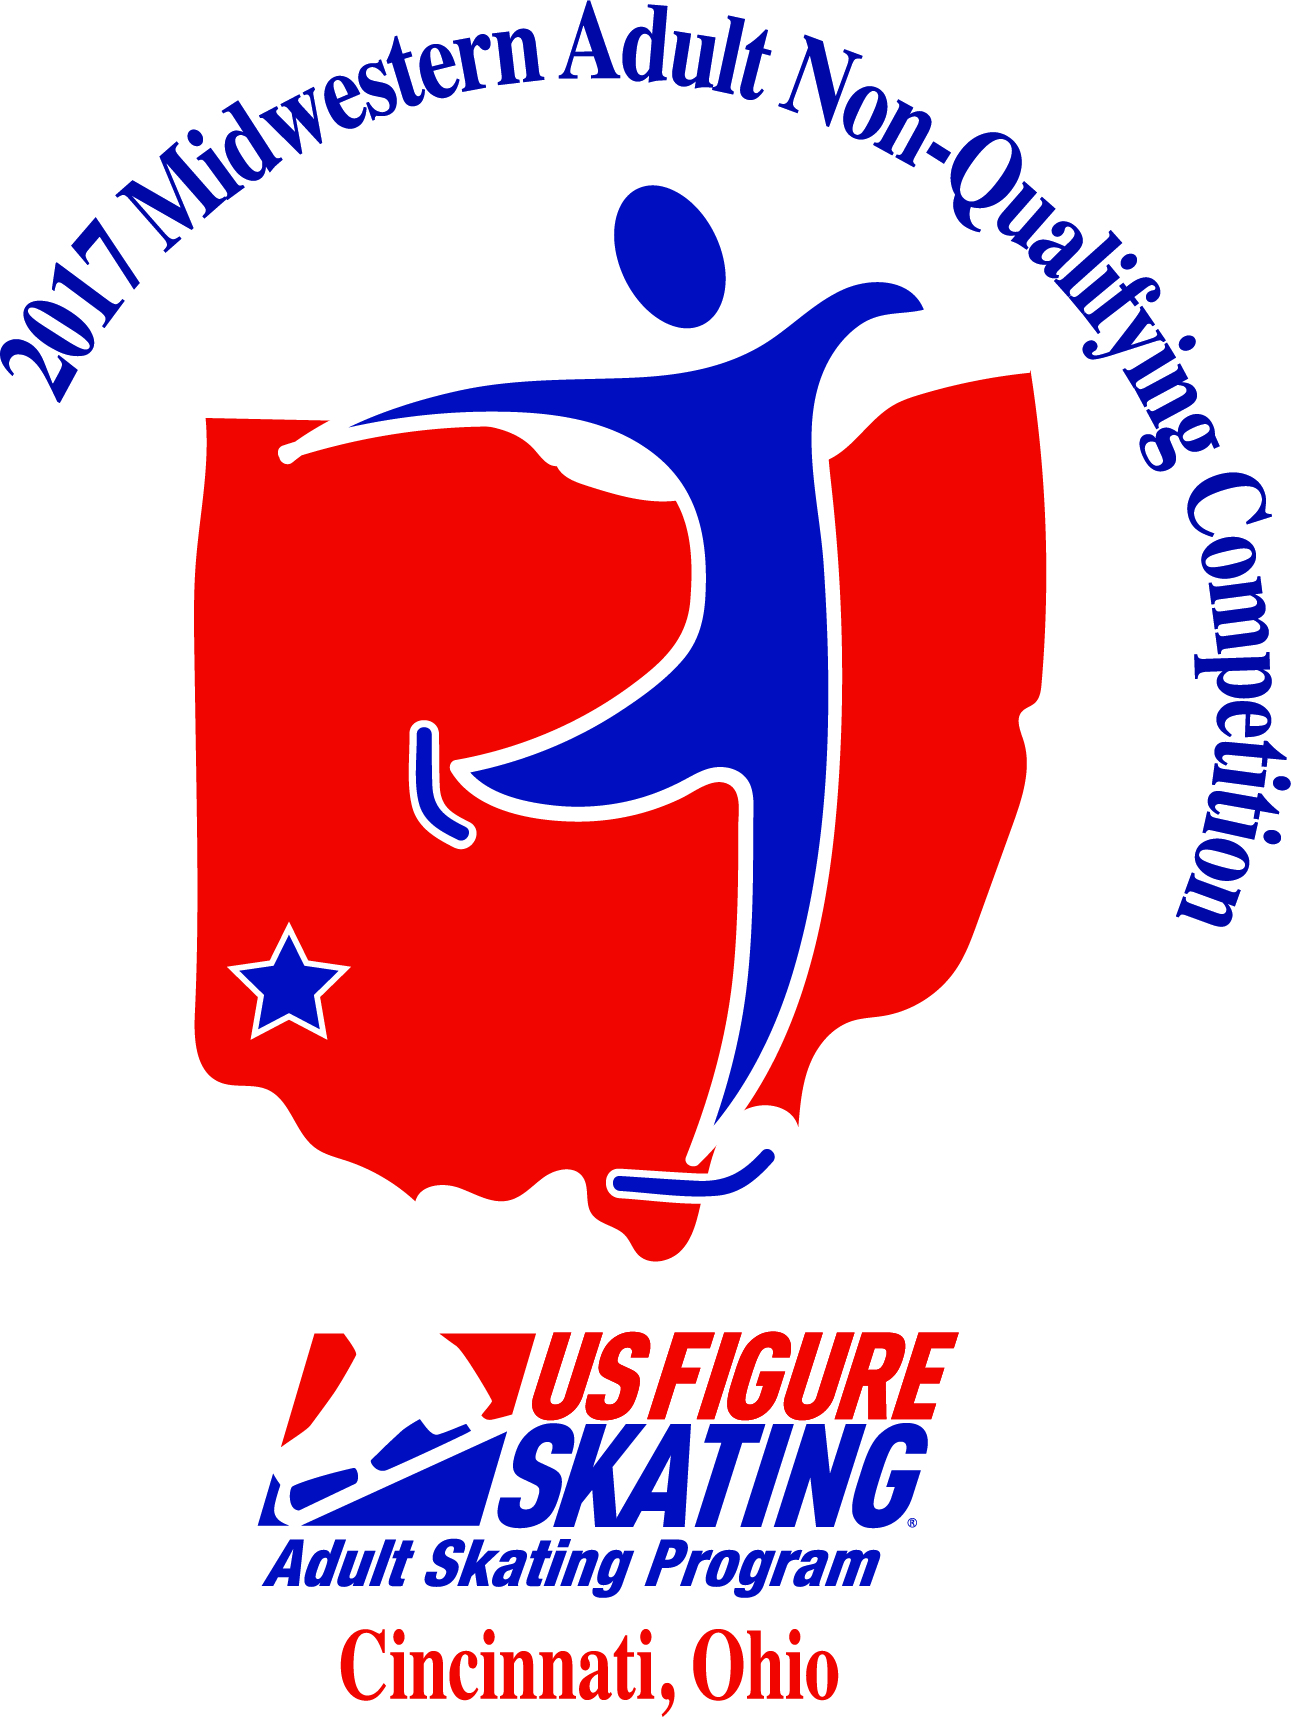 2017 Midwestern Adult Non-Qualifying Competition
US FIGURE
SKATING®
Adult Skating Program
Cincinnati, Ohio